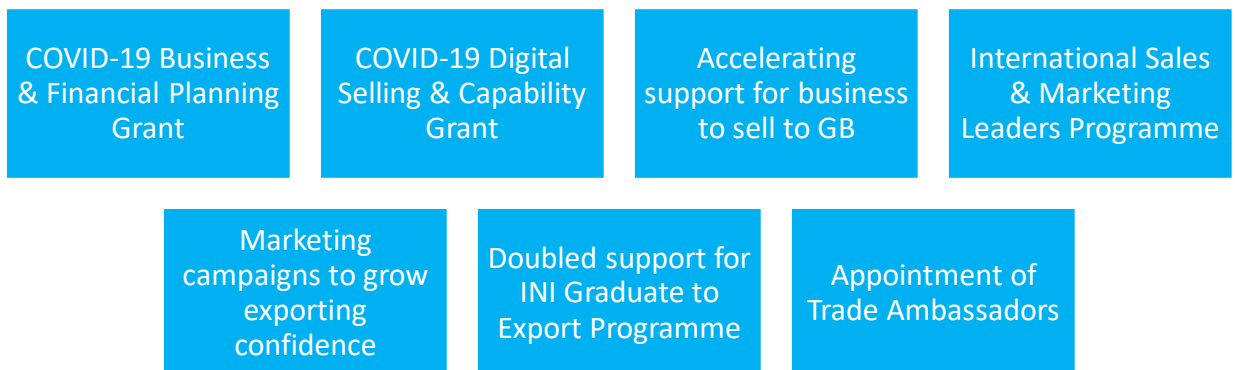 COVID-19 Business
& Financial Planning
Grant
COVID-19 Digital
Selling & Capability
Grant
Accelerating
support for business
to sell to GB
International Sales
& Marketing
Leaders Programme
Marketing
campaigns to grow
exporting
confidence
Doubled support for
INI Graduate to
Export Programme
Appointment of
Trade Ambassadors